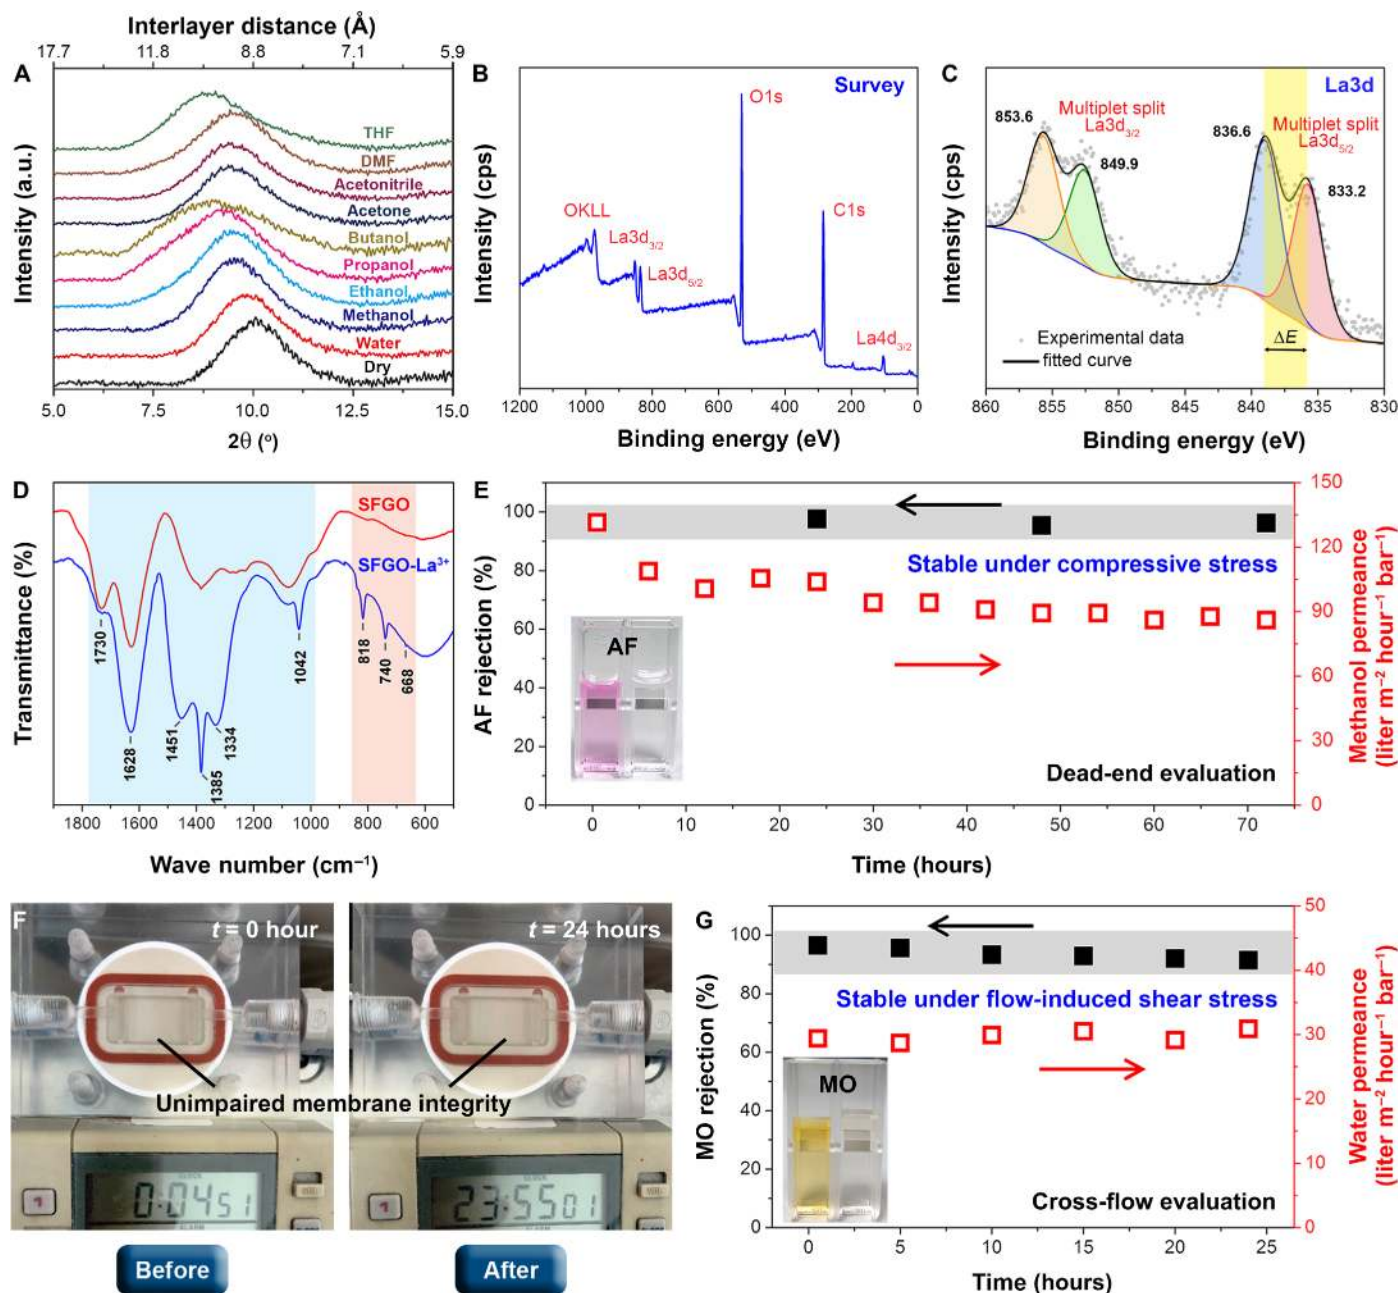 Interlayer distance (Å)
17.7 11.8 8.8 7.1 5.9
A
THF
DMF
Acetonitrile
Acetone
Butanol
Propanol
Ethanol
Methanol
Water
Dry
Intensity (a.u.)
5.0 7.5 10.0 12.5 15.0
2θ (°)
B
Survey
O1s
C1s
OKLL
La3d3/2
La3d5/2
La4d3/2
Intensity (cps)
1200 1000 800 600 400 200 0
Binding energy (eV)
C
La3d
853.6
Multiplet split
La3d3/2
849.9
836.6
Multiplet split
La3d5/2
833.2
Experimental data
fitted curve
ΔE
Intensity (cps)
860 855 850 845 840 835 830
Binding energy (eV)
D
SFGO
SFGO-La³⁺
1730
1628
1451
1385
1334
1042
818
740
668
Transmittance (%)
1800 1600 1400 1200 1000 800 600
Wave number (cm⁻¹)
E
100
80
60
40
20
0
AF rejection (%)
Stable under compressive stress
AF
Dead-end evaluation
0 10 20 30 40 50 60 70
Time (hours)
150
120
90
60
30
0
Methanol permeance
(liter m⁻² hour⁻¹ bar⁻¹)
F
t = 0 hour
t = 24 hours
Unimpaired membrane integrity
1
0:04 51
1
23:55 01
Before
After
G
100
80
60
40
20
0
MO rejection (%)
Stable under flow-induced shear stress
MO
Cross-flow evaluation
0 5 10 15 20 25
Time (hours)
50
40
30
20
10
0
Water permeance
(liter m⁻² hour⁻¹ bar⁻¹)